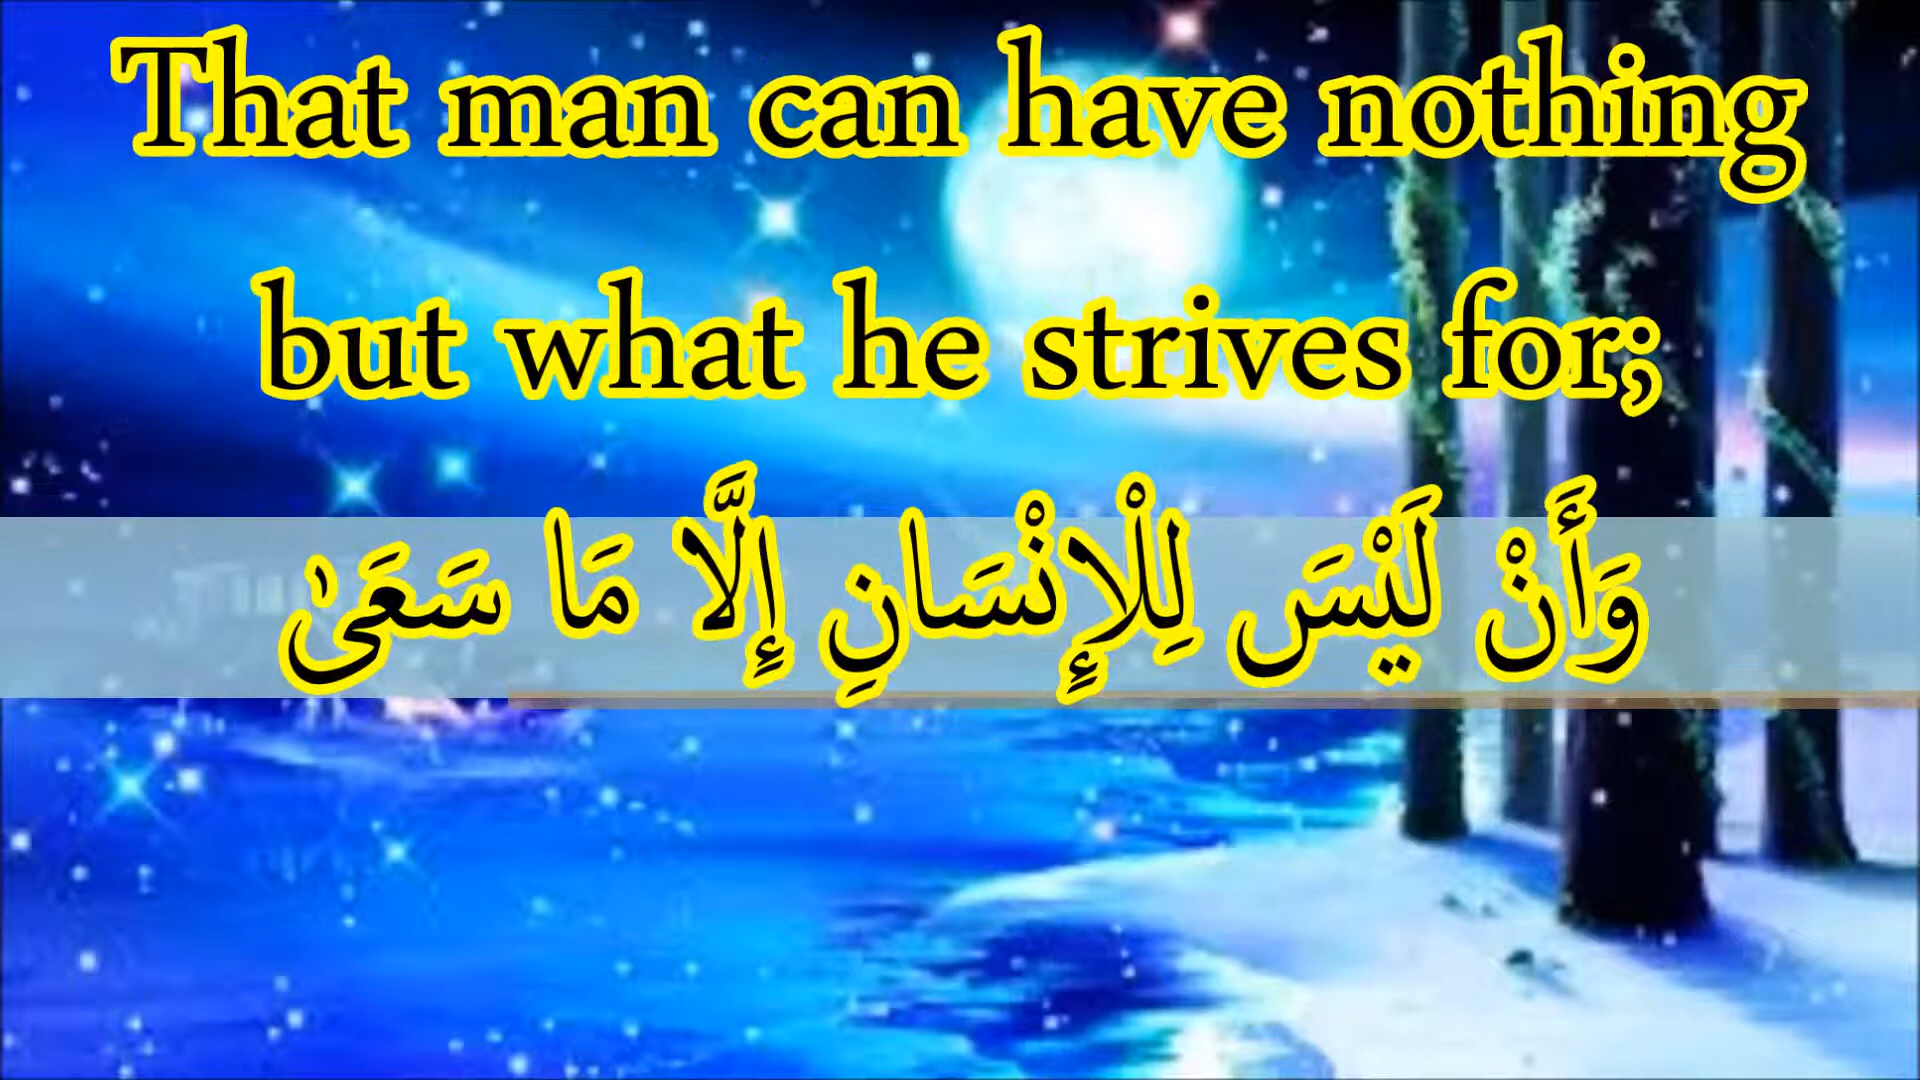 That man can have nothing
but what he strives for;
وَأَنْ لَيْسَ لِلْإِنْسَانِ إِلَّا مَا سَعَىٰ